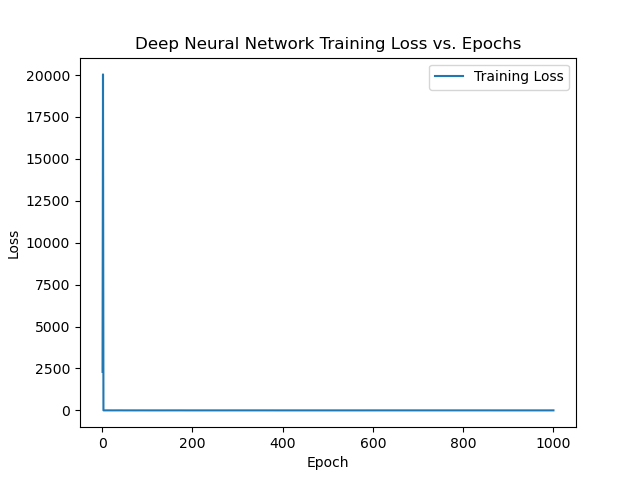 Deep Neural Network Training Loss vs. Epochs
Training Loss
20000
17500
15000
12500
10000
7500
5000
2500
0
Loss
0 200 400 600 800 1000
Epoch